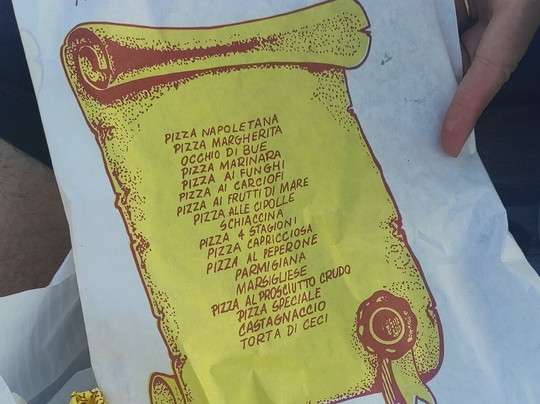 PIZZA NAPOLETANA
PIZZA MARGHERITA
OCCHIO DI BUE
PIZZA MARINARA
PIZZA AI FUNGHI
PIZZA AI CARCIOFI
PIZZA AI FRUTTI DI MARE
PIZZA ALLE CIPOLLE
SCHIACCINA
PIZZA 4 STAGIONI
PIZZA CAPRICCIOSA
PIZZA AL PEPERONE
PARMIGIANA
MARSIGLIESE
PIZZA AL PROSCIUTTO CRUDO
PIZZA SPECIALE
CASTAGNACCIO
TORTA DI CECI